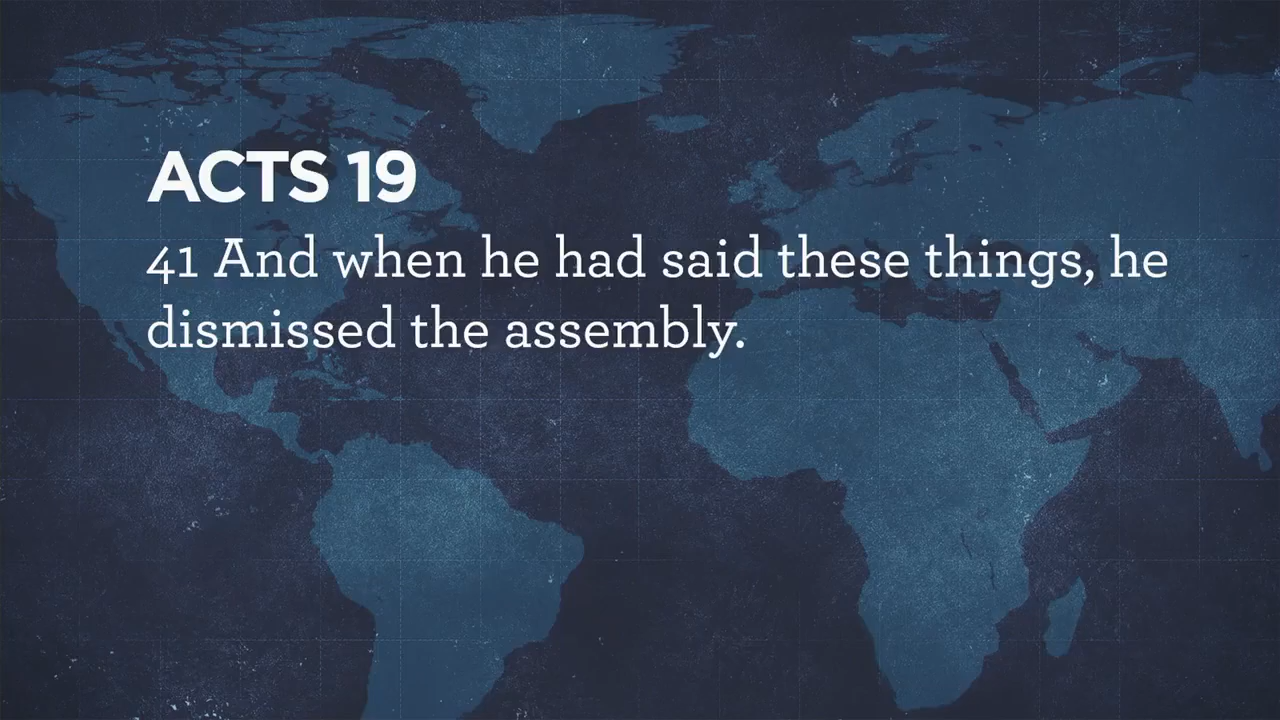 ACTS 19
41 And when he had said these things, he
dismissed the assembly.